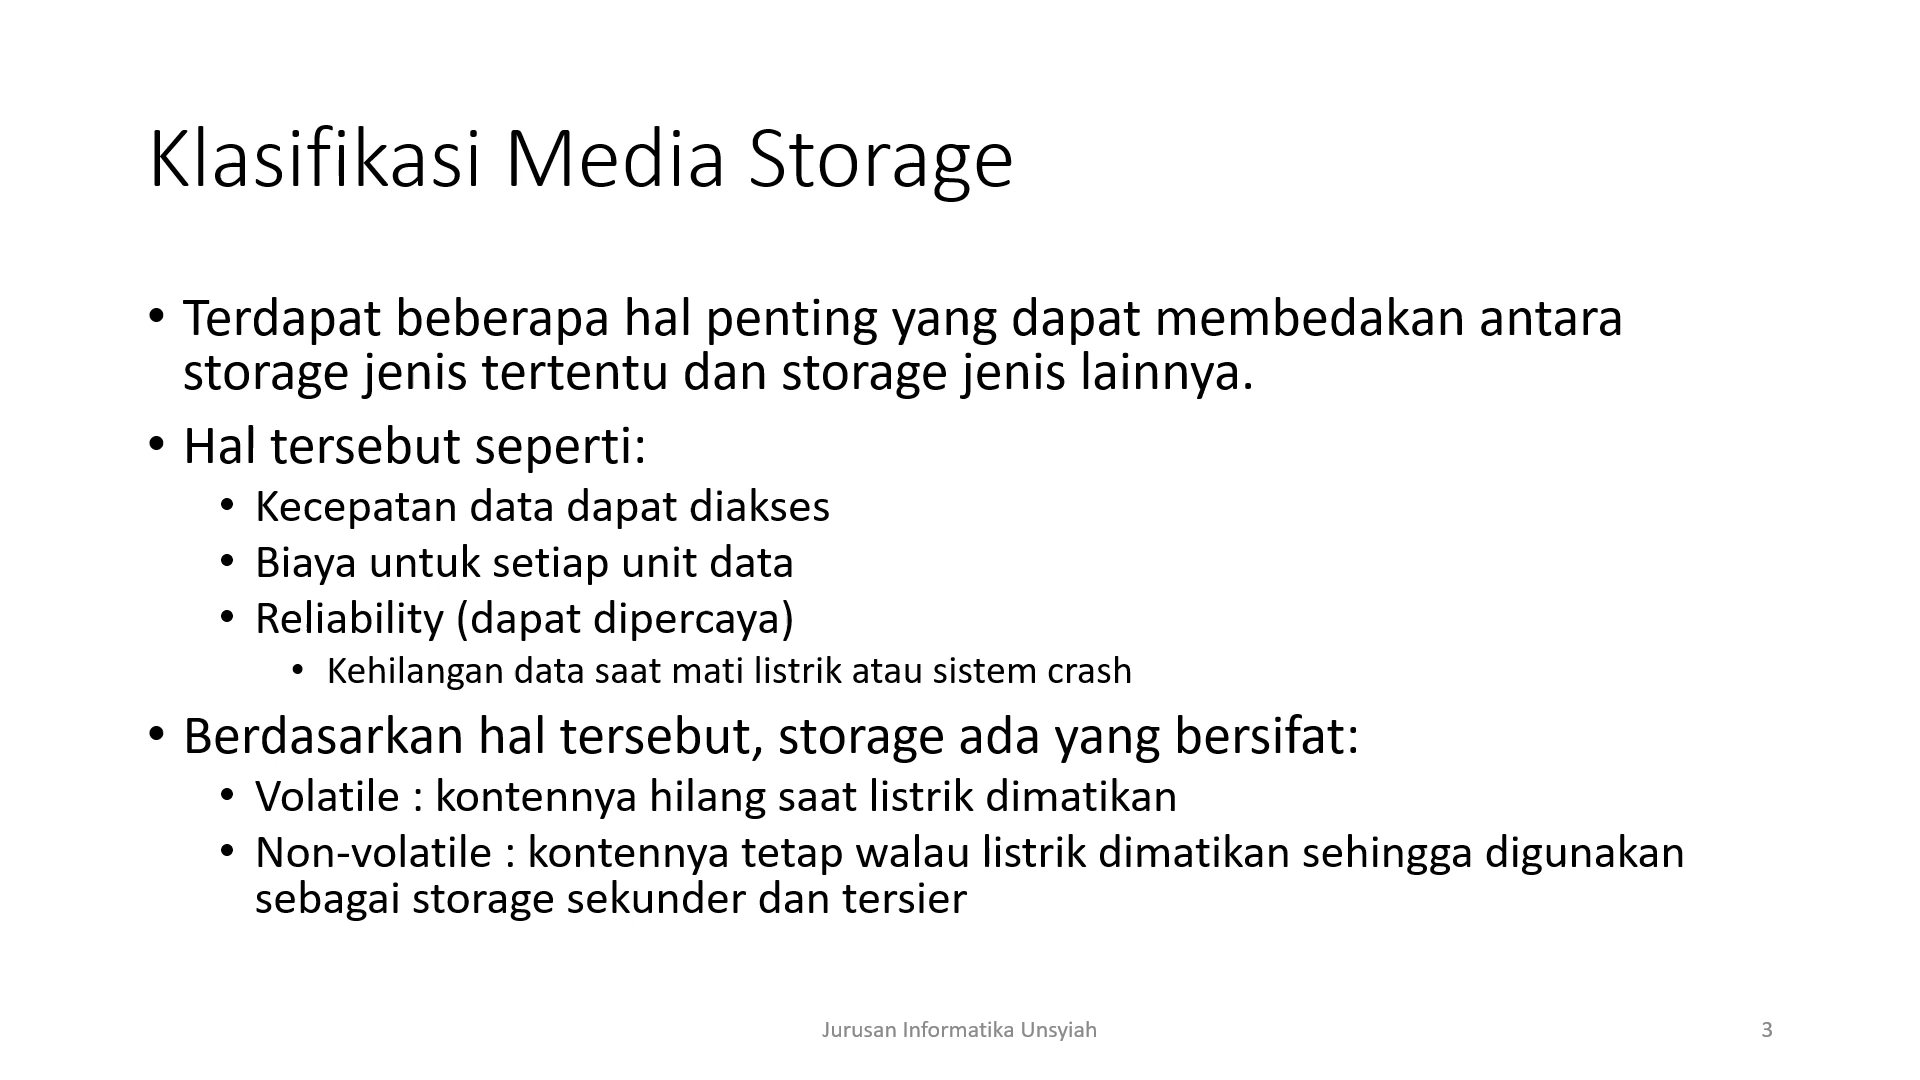 Klasifikasi Media Storage
• Terdapat beberapa hal penting yang dapat membedakan antara
storage jenis tertentu dan storage jenis lainnya.
• Hal tersebut seperti:
• Kecepatan data dapat diakses
• Biaya untuk setiap unit data
• Reliability (dapat dipercaya)
• Kehilangan data saat mati listrik atau sistem crash
• Berdasarkan hal tersebut, storage ada yang bersifat:
• Volatile : kontennya hilang saat listrik dimatikan
• Non-volatile : kontennya tetap walau listrik dimatikan sehingga digunakan
sebagai storage sekunder dan tersier
Jurusan Informatika Unsyiah
3